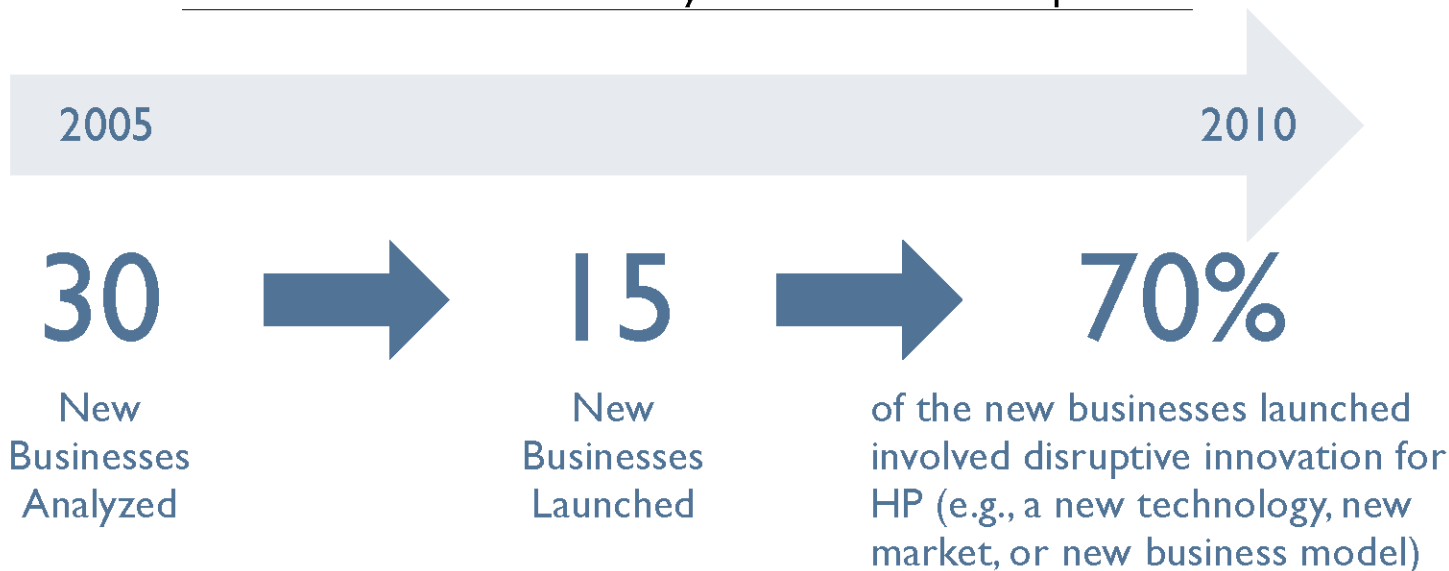 2005
2010
30
15
70%
New
Businesses
Analyzed
New
Businesses
Launched
of the new businesses launched
involved disruptive innovation for
HP (e.g., a new technology, new
market, or new business model)